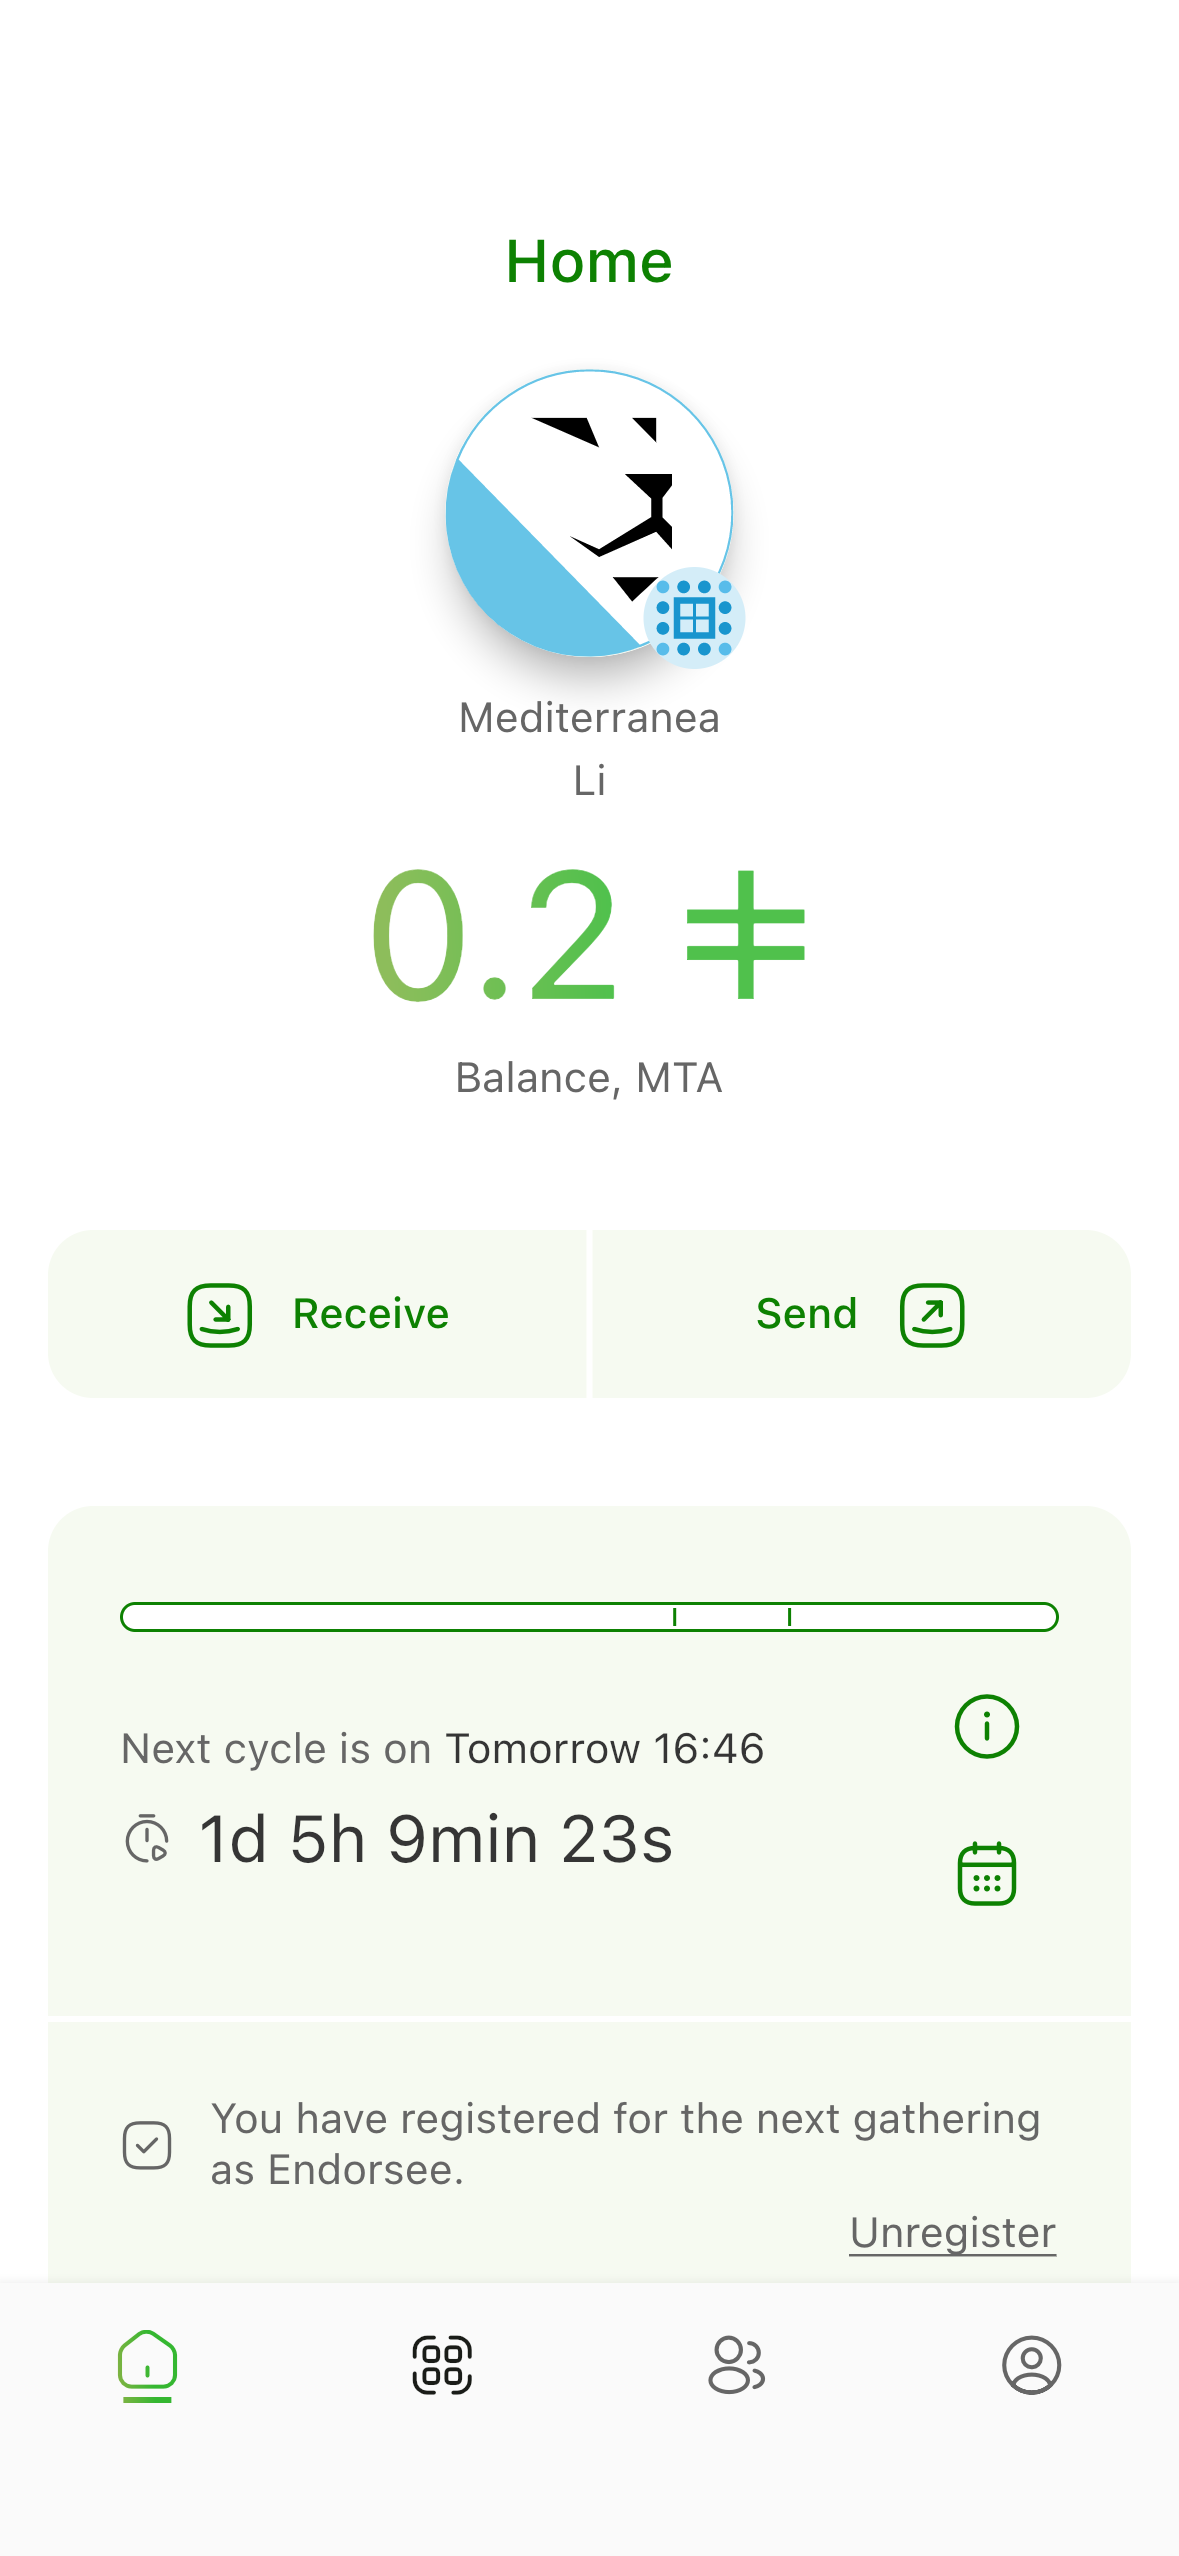 Home
Mediterranea
Li
0.2 ⵐ
Balance, MTA
Receive
Send
Next cycle is on Tomorrow 16:46
1d 5h 9min 23s
You have registered for the next gathering
as Endorsee.
Unregister